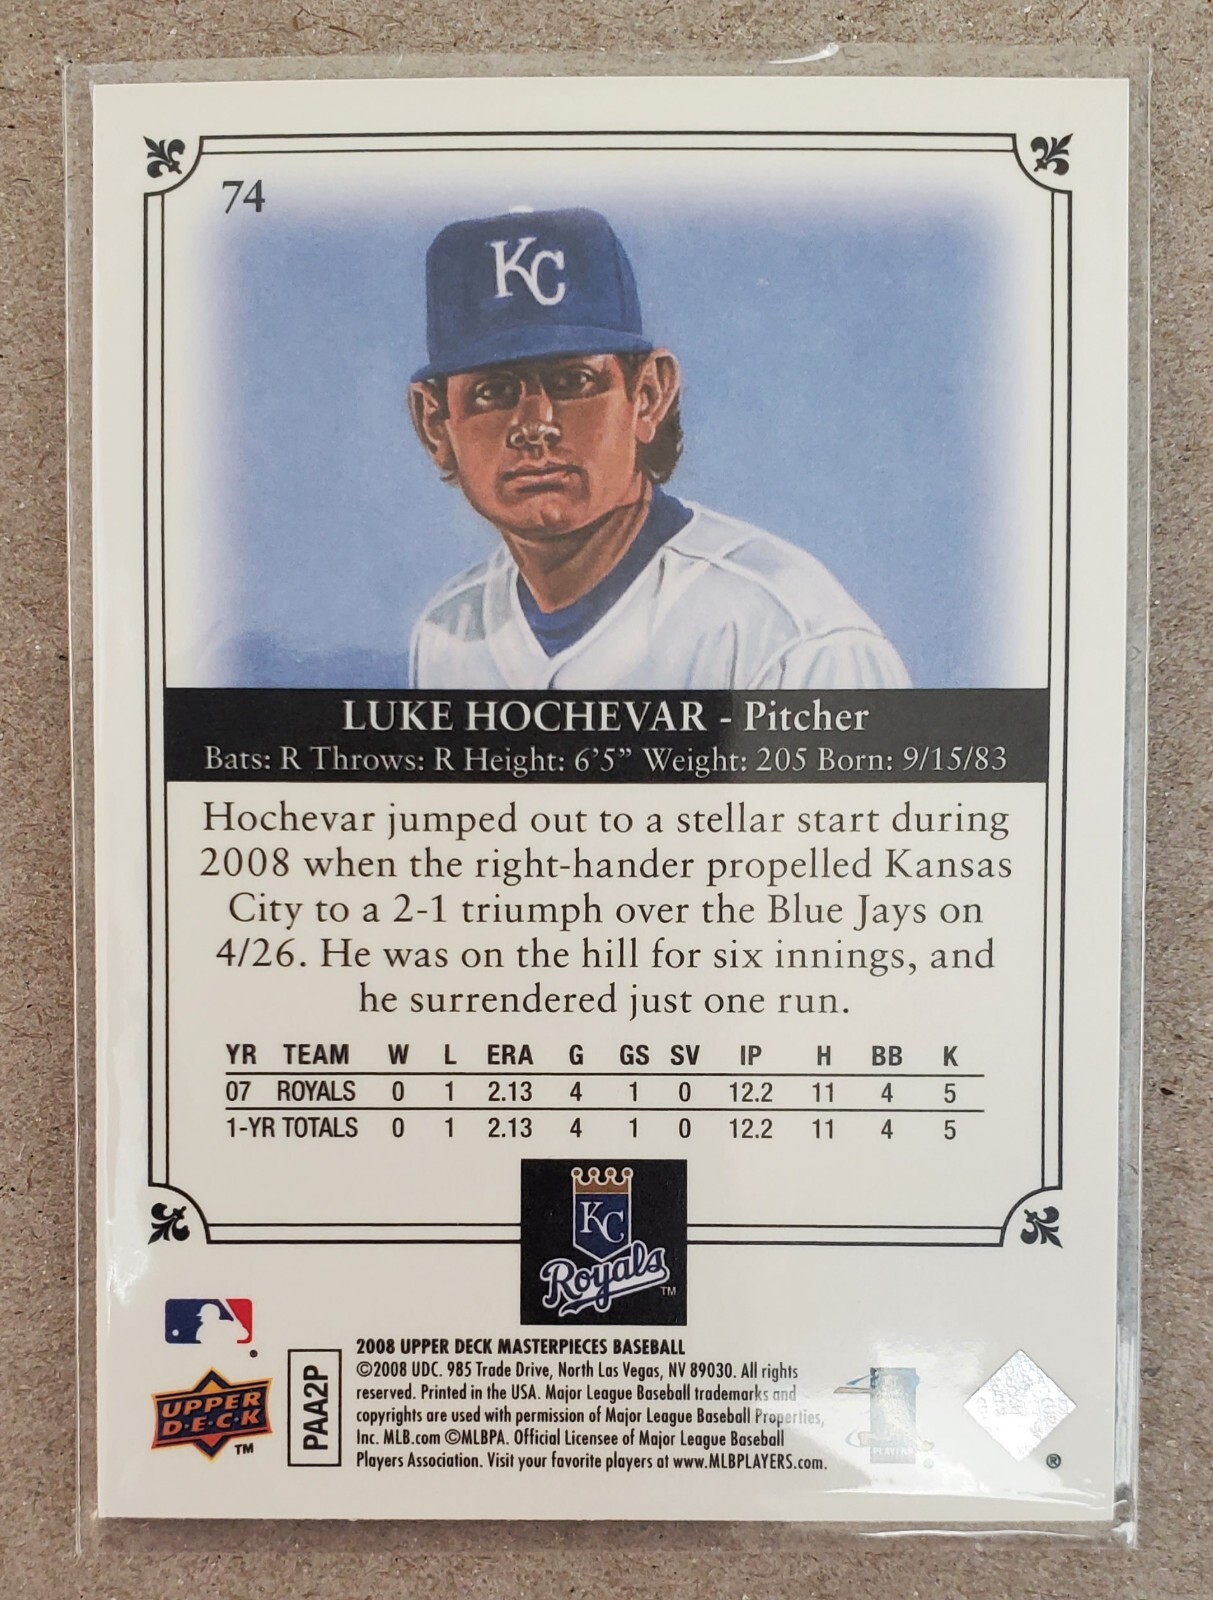 74
KC
LUKE HOCHEVAR - Pitcher
Bats: R Throws: R Height: 6'5” Weight: 205 Born: 9/15/83
Hochevar jumped out to a stellar start during
2008 when the right-hander propelled Kansas
City to a 2-1 triumph over the Blue Jays on
4/26. He was on the hill for six innings, and
he surrendered just one run.
YR TEAM W L ERA G GS SV IP H BB K
07 ROYALS 0 1 2.13 4 1 0 12.2 11 4 5
1-YR TOTALS 0 1 2.13 4 1 0 12.2 11 4 5
KC
Royals TM
2008 UPPER DECK MASTERPIECES BASEBALL
©2008 UDC. 985 Trade Drive, North Las Vegas, NV 89030. All rights
reserved. Printed in the USA. Major League Baseball trademarks and
copyrights are used with permission of Major League Baseball Properties,
Inc. MLB.com ©MLBPA. Official Licensee of Major League Baseball
Players Association. Visit your favorite players at www.MLBPLAYERS.com.
UPPER
D·E·C·K TM
PAA2P
PLAYERS
®